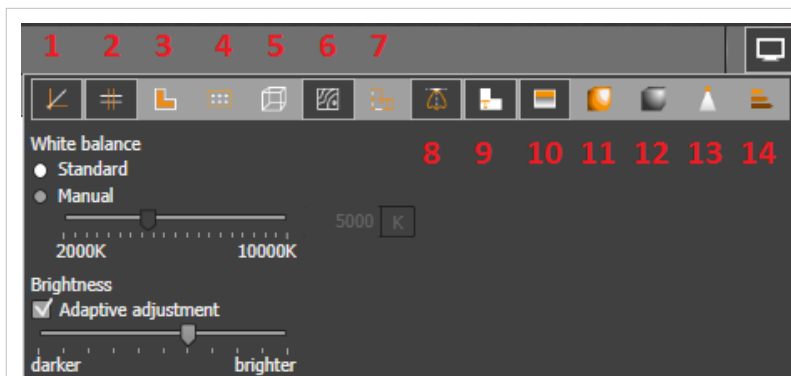 1 2 3 4 5 6 7
8 9 10 11 12 13 14
White balance
Standard
Manual
5000 K
2000K 10000K
Brightness
Adaptive adjustment
darker brighter